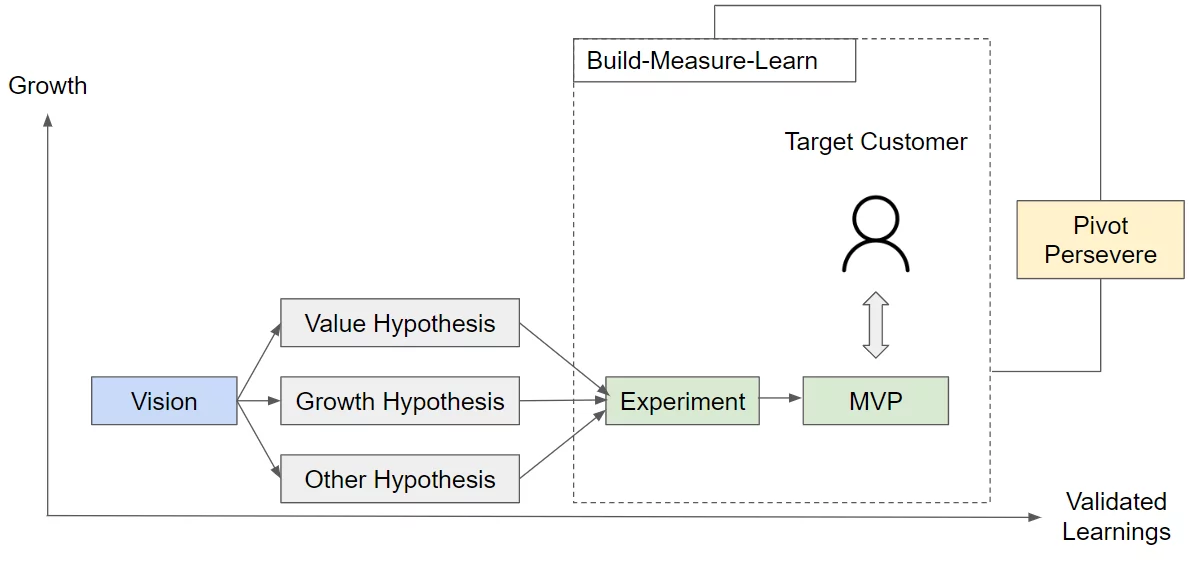 Build-Measure-Learn
Growth
Target Customer
Pivot
Persevere
Value Hypothesis
Vision
Growth Hypothesis
Experiment
MVP
Other Hypothesis
Validated
Learnings